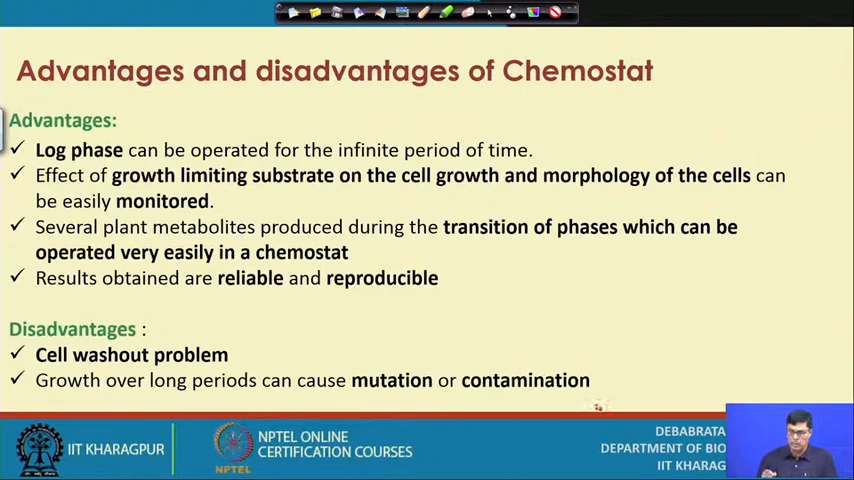 Advantages and disadvantages of Chemostat
Advantages:
✓ Log phase can be operated for the infinite period of time.
✓ Effect of growth limiting substrate on the cell growth and morphology of the cells can
be easily monitored.
✓ Several plant metabolites produced during the transition of phases which can be
operated very easily in a chemostat
✓ Results obtained are reliable and reproducible
Disadvantages :
✓ Cell washout problem
✓ Growth over long periods can cause mutation or contamination
IIT KHARAGPUR
NPTEL
NPTEL ONLINE
CERTIFICATION COURSES
DEBABRATA
DEPARTMENT OF BIO
IIT KHARAG